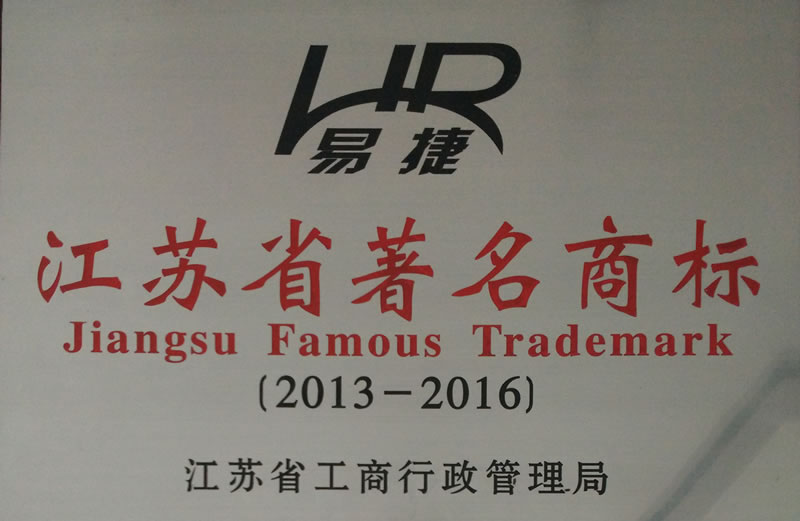 HR
易捷
江苏省著名商标
Jiangsu Famous Trademark
(2013-2016)
江苏省工商行政管理局